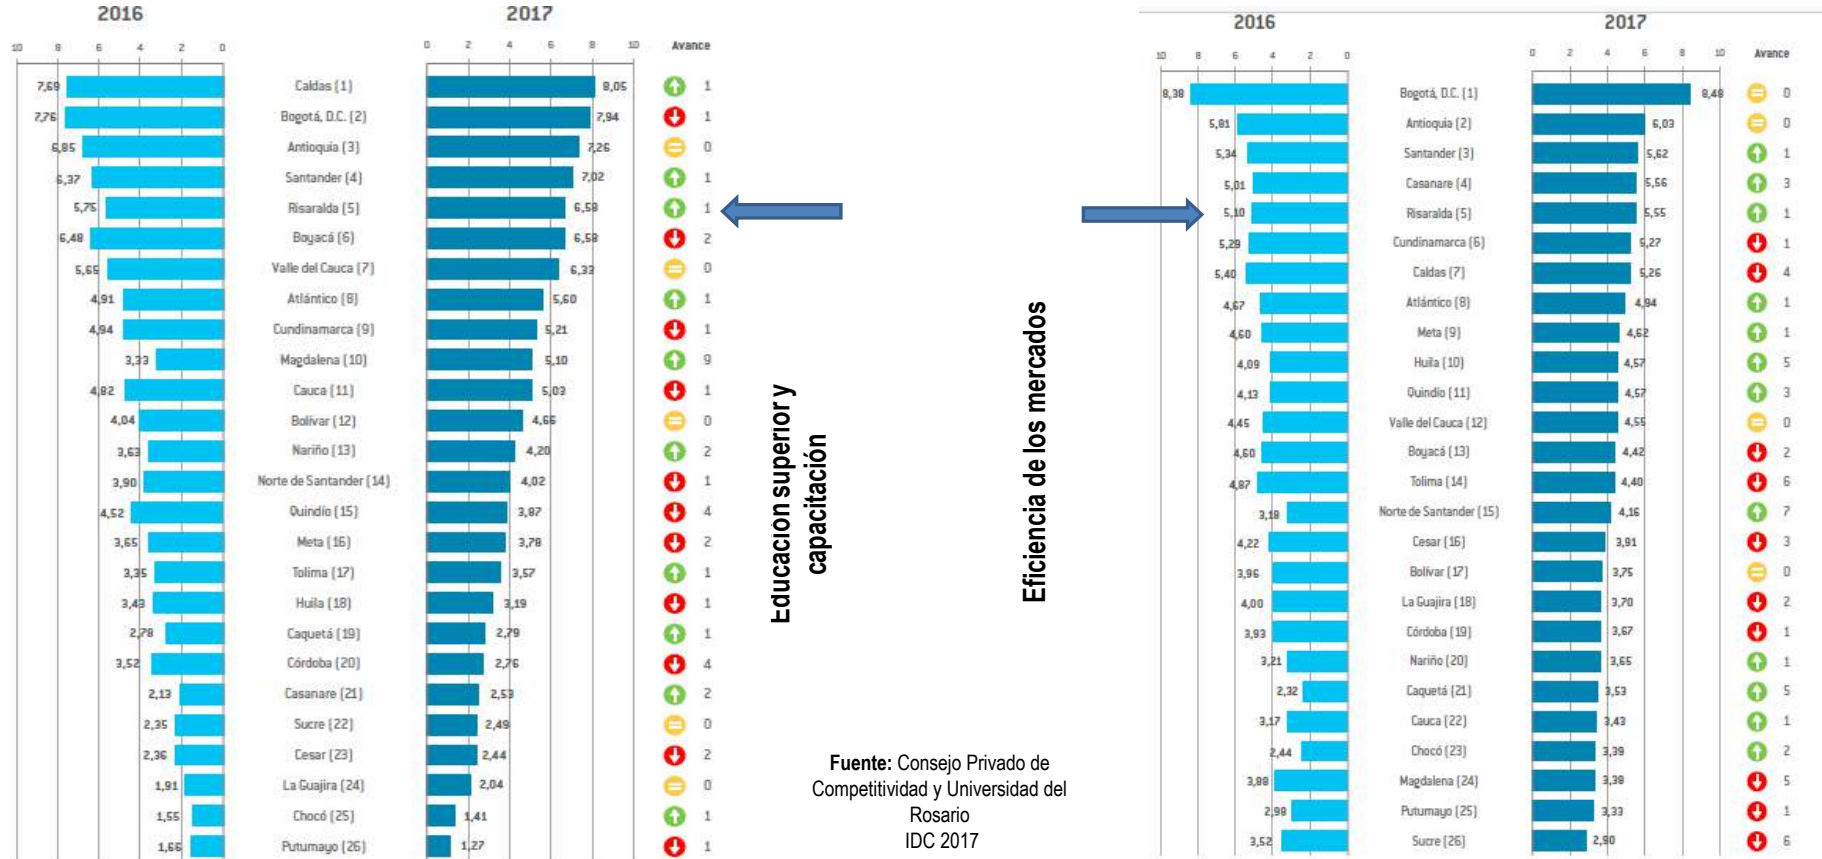 2016
2017
10 8 6 4 2 0
0 2 4 6 8 10
Avance
7,69 Caldas (1) 8,05 1
7,76 Bogotá, D.C. (2) 7,94 1
6,85 Antioquia (3) 7,26 0
6,37 Santander (4) 7,02 1
5,75 Risaralda (5) 6,58 1
6,48 Boyacá (6) 6,58 2
5,65 Valle del Cauca (7) 6,33 0
4,91 Atlántico (8) 5,60 1
4,94 Cundinamarca (9) 5,21 1
3,33 Magdalena (10) 5,10 9
4,82 Cauca (11) 5,03 1
4,04 Bolívar (12) 4,66 0
3,63 Nariño (13) 4,20 2
3,90 Norte de Santander (14) 4,02 1
4,52 Quindío (15) 3,87 4
3,65 Meta (16) 3,78 2
3,35 Tolima (17) 3,57 1
3,43 Huila (18) 3,19 1
2,78 Caquetá (19) 2,79 1
3,52 Córdoba (20) 2,76 4
2,13 Casanare (21) 2,53 2
2,35 Sucre (22) 2,49 0
2,36 Cesar (23) 2,44 2
1,91 La Guajira (24) 2,04 0
1,55 Chocó (25) 1,41 1
1,66 Putumayo (26) 1,27 1
Educación superior y
capacitación
Eficiencia de los mercados
Fuente: Consejo Privado de
Competitividad y Universidad del
Rosario
IDC 2017
2016
2017
10 8 6 4 2 0
0 2 4 6 8 10
Avance
8,38 Bogotá, D.C. (1) 8,48 0
5,81 Antioquia (2) 6,03 0
5,34 Santander (3) 5,62 1
5,01 Casanare (4) 5,56 3
5,10 Risaralda (5) 5,55 1
5,29 Cundinamarca (6) 5,27 1
5,40 Caldas (7) 5,26 4
4,67 Atlántico (8) 4,94 1
4,60 Meta (9) 4,62 1
4,09 Huila (10) 4,57 5
4,13 Quindío (11) 4,57 3
4,45 Valle del Cauca (12) 4,55 0
4,60 Boyacá (13) 4,42 2
4,87 Tolima (14) 4,40 6
3,18 Norte de Santander (15) 4,16 7
4,22 Cesar (16) 3,91 3
3,96 Bolívar (17) 3,75 0
4,00 La Guajira (18) 3,70 2
3,93 Córdoba (19) 3,67 1
3,21 Nariño (20) 3,65 1
2,32 Caquetá (21) 3,53 5
3,17 Cauca (22) 3,43 1
2,44 Chocó (23) 3,39 2
3,88 Magdalena (24) 3,38 5
2,98 Putumayo (25) 3,33 1
3,52 Sucre (26) 2,90 6